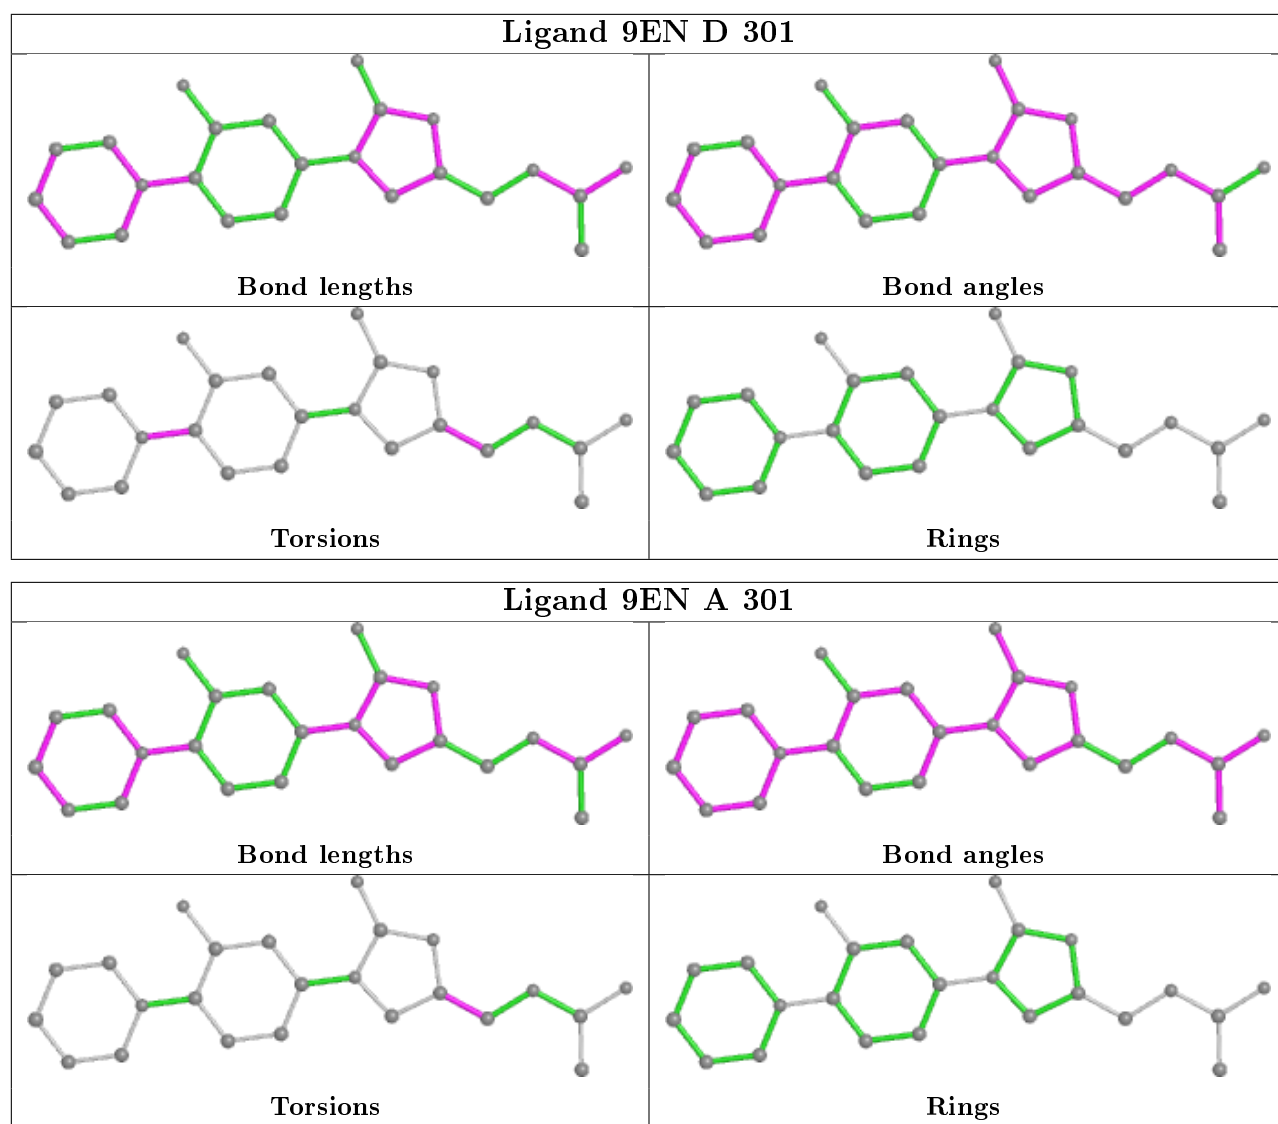 Ligand 9EN D 301
Bond lengths
Bond angles
Torsions
Rings
Ligand 9EN A 301
Bond lengths
Bond angles
Torsions
Rings